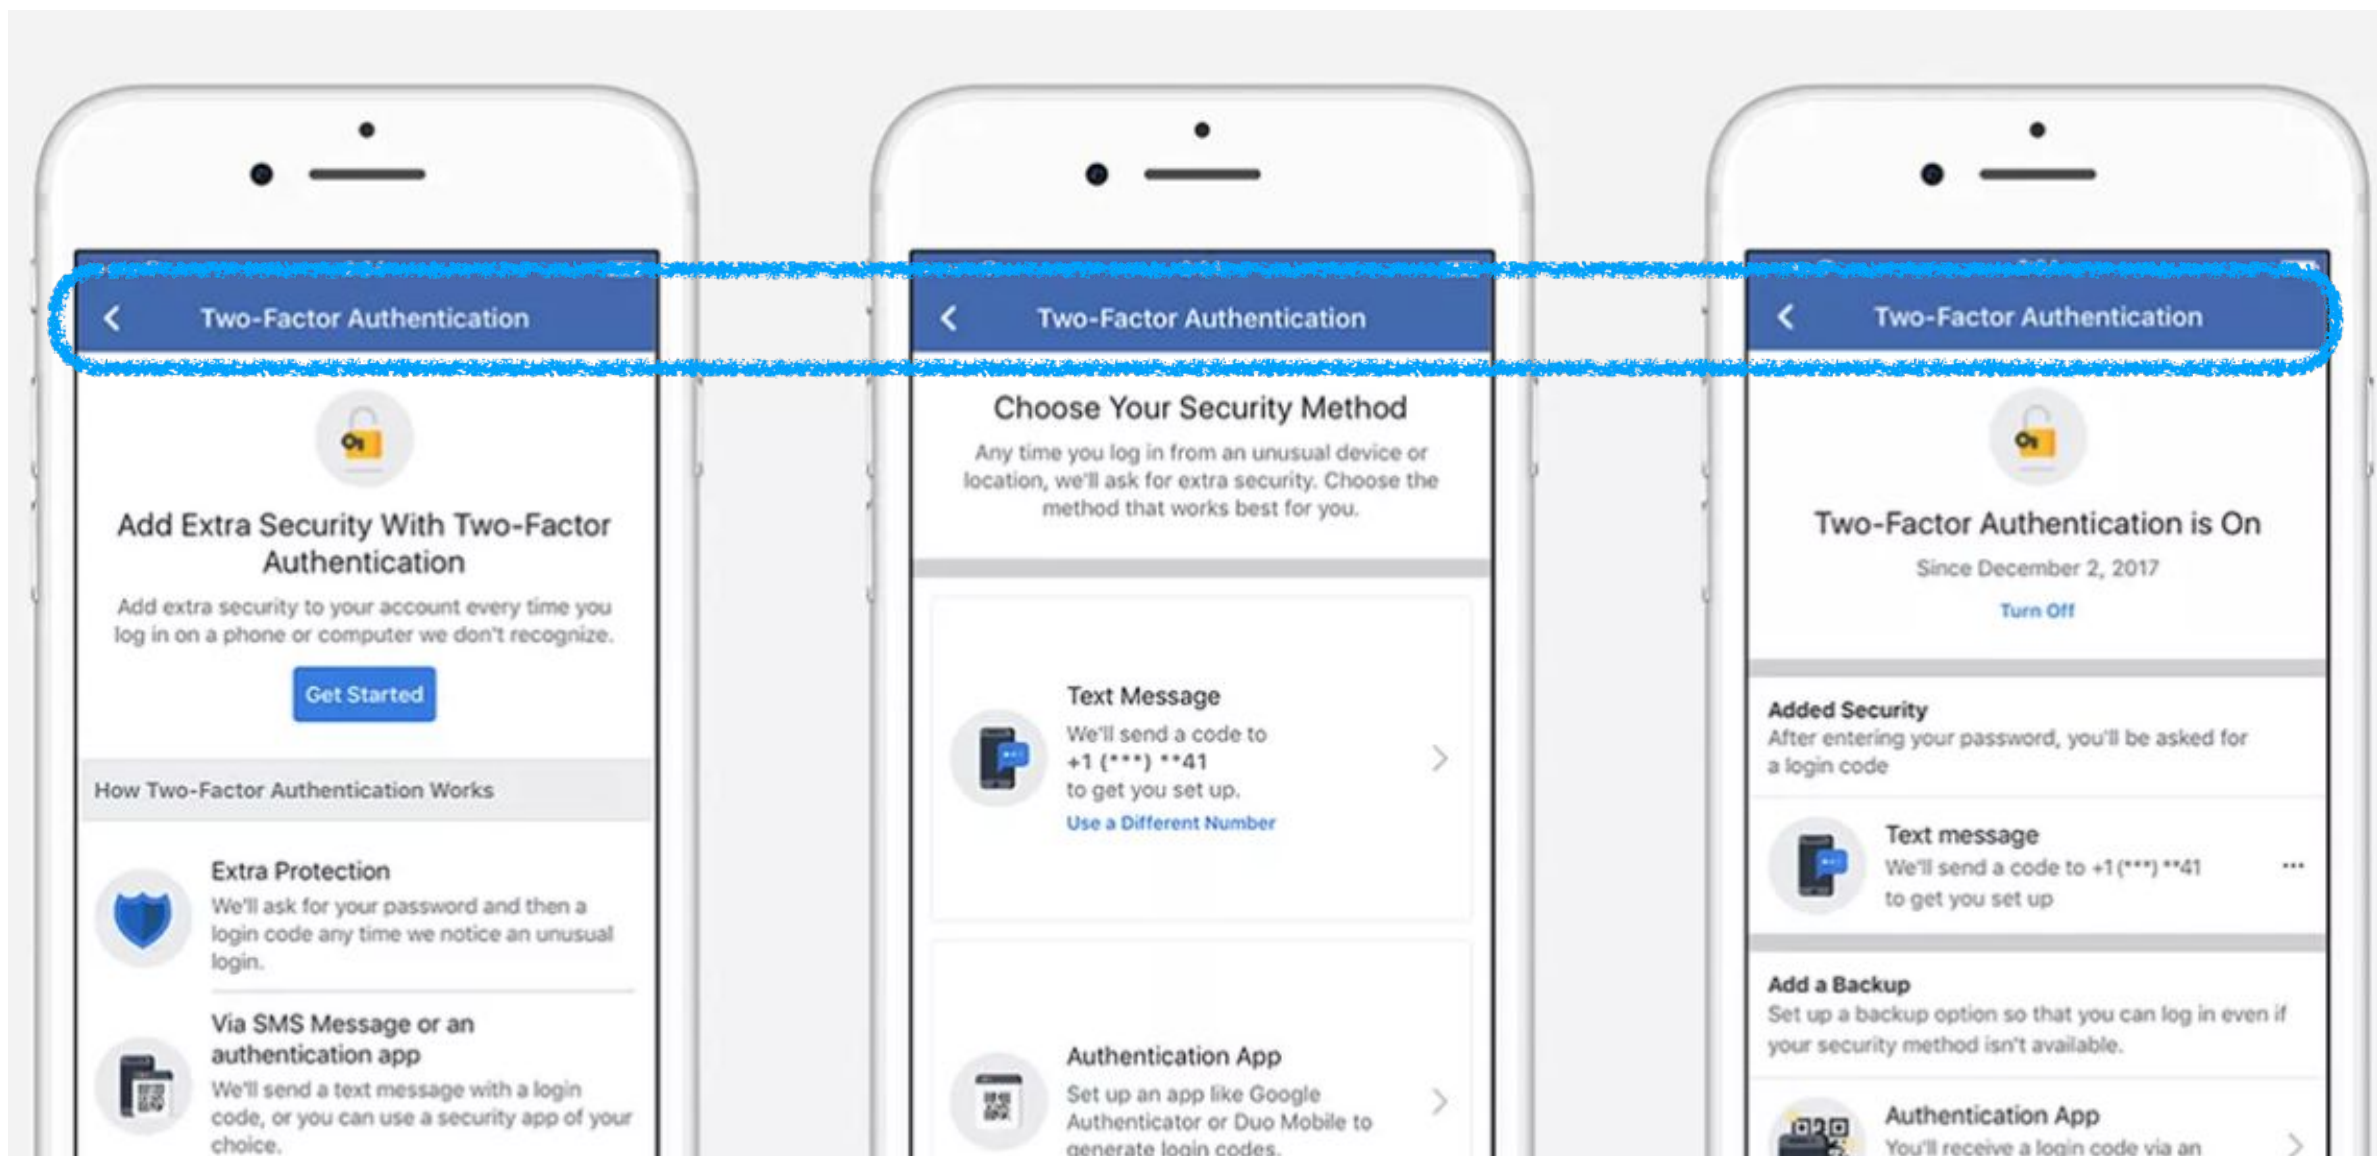 Two-Factor Authentication
Add Extra Security With Two-Factor
Authentication
Add extra security to your account every time you
log in on a phone or computer we don't recognize.
Get Started
How Two-Factor Authentication Works
Extra Protection
We'll ask for your password and then a
login code any time we notice an unusual
login.
Via SMS Message or an
authentication app
We'll send a text message with a login
code, or you can use a security app of your
choice.
Two-Factor Authentication
Choose Your Security Method
Any time you log in from an unusual device or
location, we'll ask for extra security. Choose the
method that works best for you.
Text Message
We'll send a code to
+1 (***) **41
to get you set up.
Use a Different Number
Authentication App
Set up an app like Google
Authenticator or Duo Mobile to
generate login codes.
Two-Factor Authentication
Two-Factor Authentication is On
Since December 2, 2017
Turn Off
Added Security
After entering your password, you'll be asked for
a login code
Text message
We'll send a code to +1 (***) **41
to get you set up
Add a Backup
Set up a backup option so that you can log in even if
your security method isn't available.
Authentication App
You'll receive a login code via an